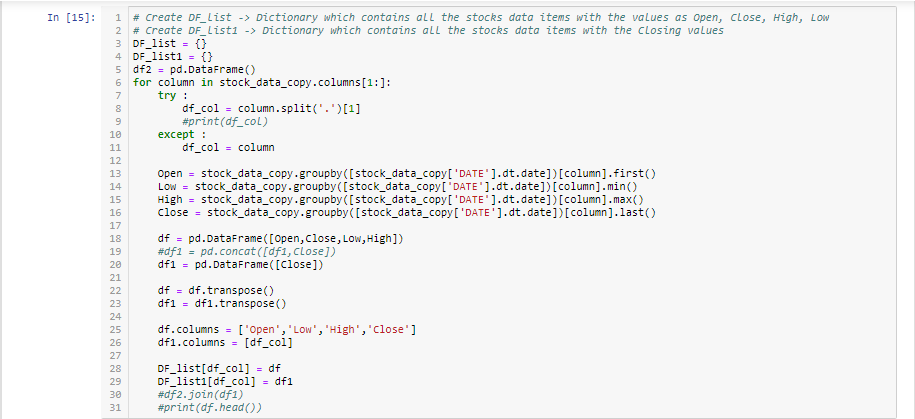 In [15]:
1 # Create DF_list -> Dictionary which contains all the stocks data items with the values as Open, Close, High, Low
2 # Create DF_list1 -> Dictionary which contains all the stocks data items with the Closing values
3 DF_list = {}
4 DF_list1 = {}
5 df2 = pd.DataFrame()
6 for column in stock_data_copy.columns[1:]:
7     try :
8         df_col = column.split('.')[1]
9         #print(df_col)
10     except :
11         df_col = column
12
13     Open = stock_data_copy.groupby([stock_data_copy['DATE'].dt.date])[column].first()
14     Low = stock_data_copy.groupby([stock_data_copy['DATE'].dt.date])[column].min()
15     High = stock_data_copy.groupby([stock_data_copy['DATE'].dt.date])[column].max()
16     Close = stock_data_copy.groupby([stock_data_copy['DATE'].dt.date])[column].last()
17
18     df = pd.DataFrame([Open,Close,Low,High])
19     #df1 = pd.concat([df1,Close])
20     df1 = pd.DataFrame([Close])
21
22     df = df.transpose()
23     df1 = df1.transpose()
24
25     df.columns = ['Open','Low','High','Close']
26     df1.columns = [df_col]
27
28     DF_list[df_col] = df
29     DF_list1[df_col] = df1
30     #df2.join(df1)
31     #print(df.head())